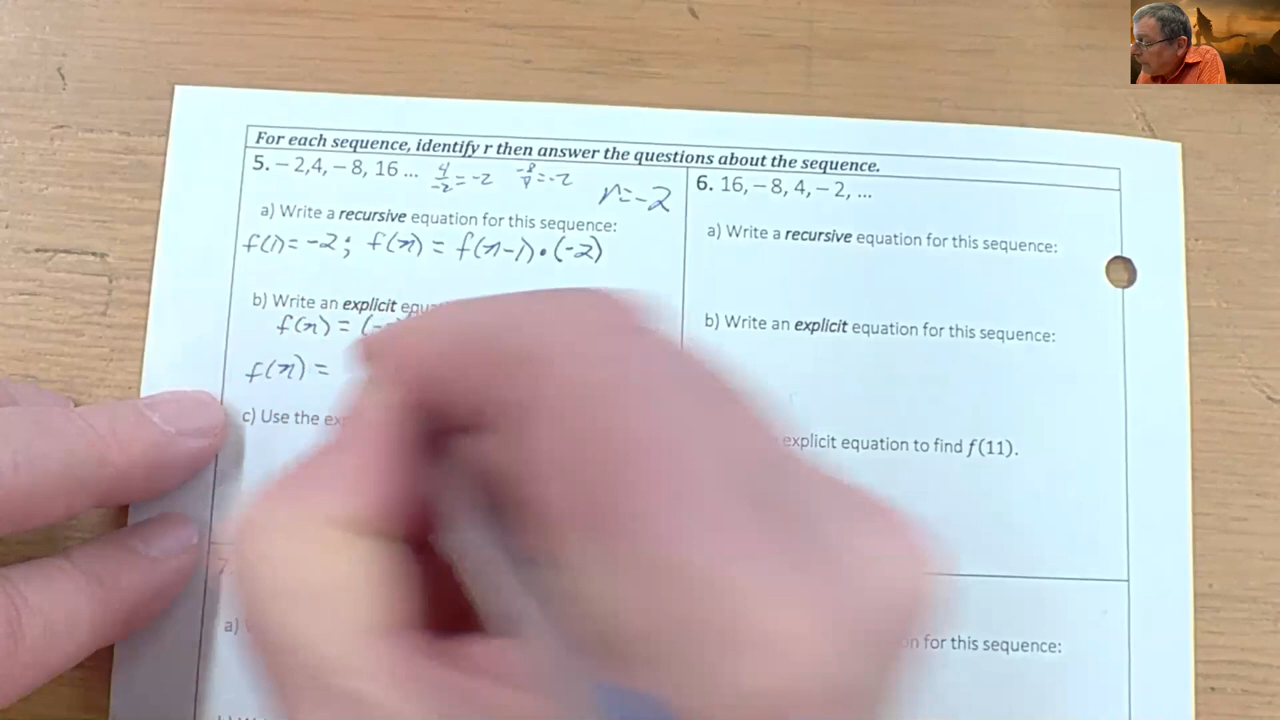 For each sequence, identify r then answer the questions about the sequence.
5. −2,4, −8, 16 ... 4/-2 = -2 -8/4 = -2 r = -2
a) Write a recursive equation for this sequence:
f(1) = -2; f(n) = f(n-1)·(-2)
b) Write an explicit
f(n) =
f(n) =
c) Use the
7
a)
6. 16, −8, 4, −2, ...
a) Write a recursive equation for this sequence:
b) Write an explicit equation for this sequence:
explicit equation to find f(11).
for this sequence: